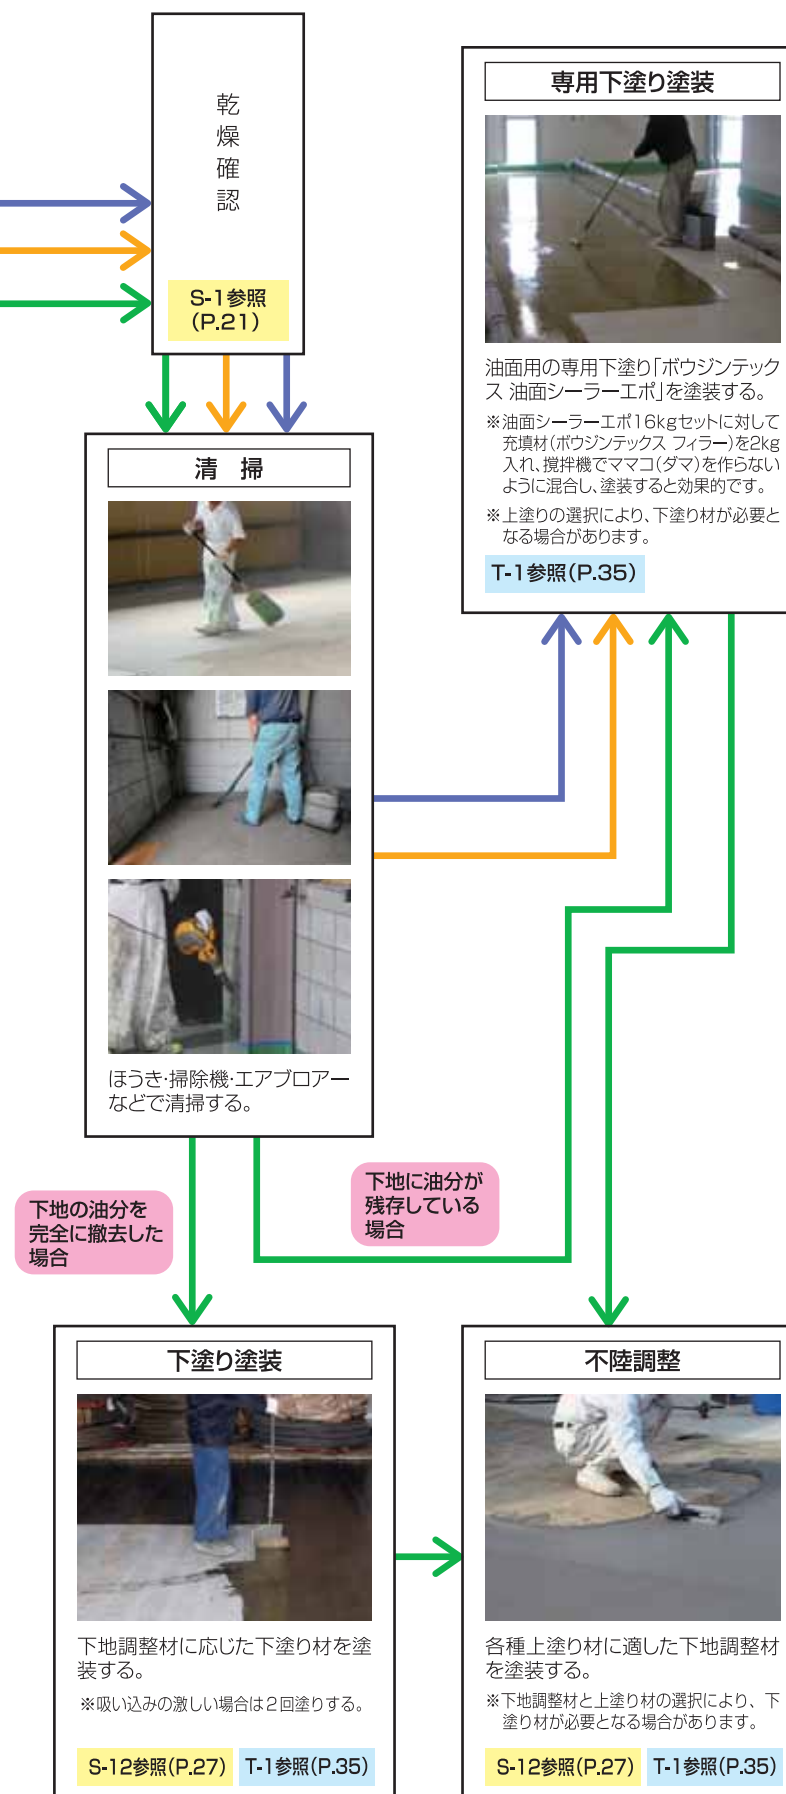 乾燥確認
S-1参照
(P.21)
清　掃
ほうき・掃除機・エアブロアー
などで清掃する。
専用下塗り塗装
油面用の専用下塗り「ボウジンテック
ス 油面シーラーエポ」を塗装する。
※油面シーラーエポ16kgセットに対して
充填材(ボウジンテックス フィラー)を2kg
入れ、撹拌機でママコ(ダマ)を作らない
ように混合し、塗装すると効果的です。
※上塗りの選択により、下塗り材が必要と
なる場合があります。
T-1参照(P.35)
下地の油分を
完全に撤去した
場合
下地に油分が
残存している
場合
下塗り塗装
下地調整材に応じた下塗り材を塗
装する。
※吸い込みの激しい場合は2回塗りする。
S-12参照(P.27)
T-1参照(P.35)
不陸調整
各種上塗り材に適した下地調整材
を塗装する。
※下地調整材と上塗り材の選択により、下
塗り材が必要となる場合があります。
S-12参照(P.27)
T-1参照(P.35)